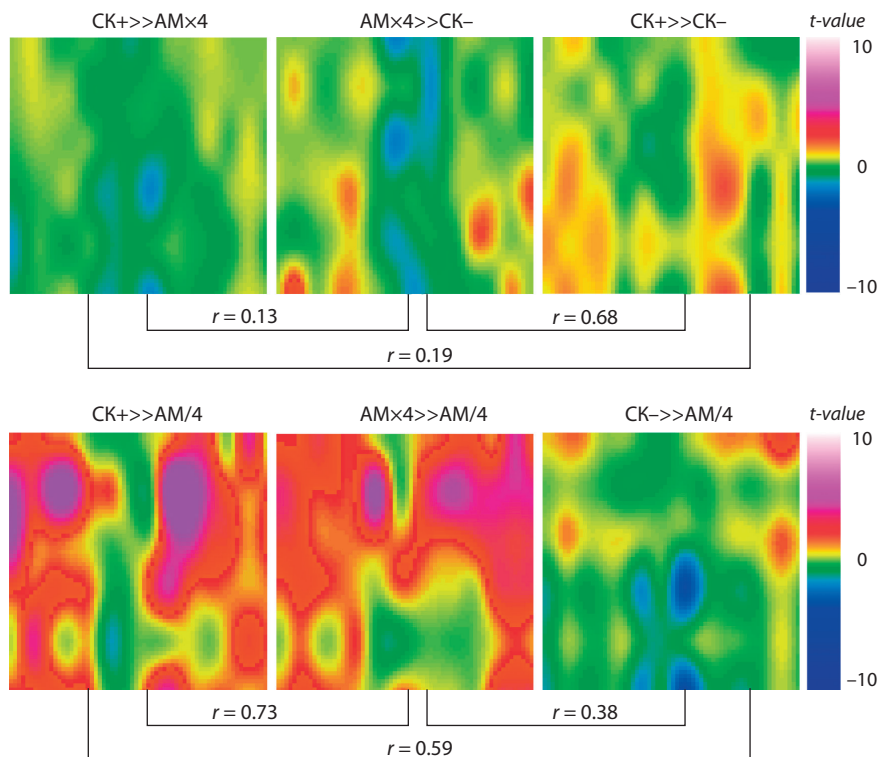 CK+>>AM×4 AM×4>>CK– CK+>>CK– t-value
10
0
–10
r = 0.13 r = 0.68
r = 0.19
CK+>>AM/4 AM×4>>AM/4 CK–>>AM/4 t-value
10
0
–10
r = 0.73 r = 0.38
r = 0.59